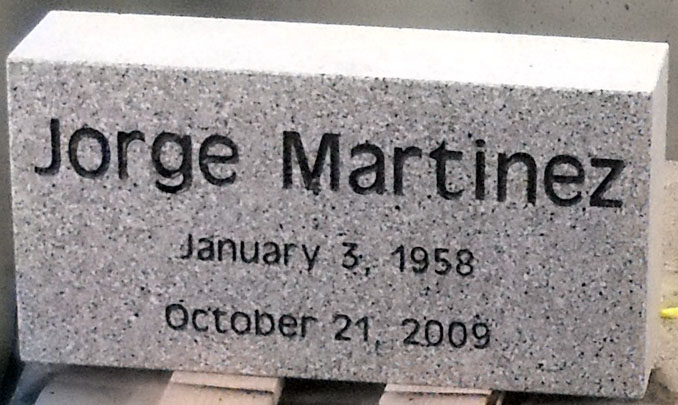 Jorge Martinez
January 3, 1958
October 21, 2009